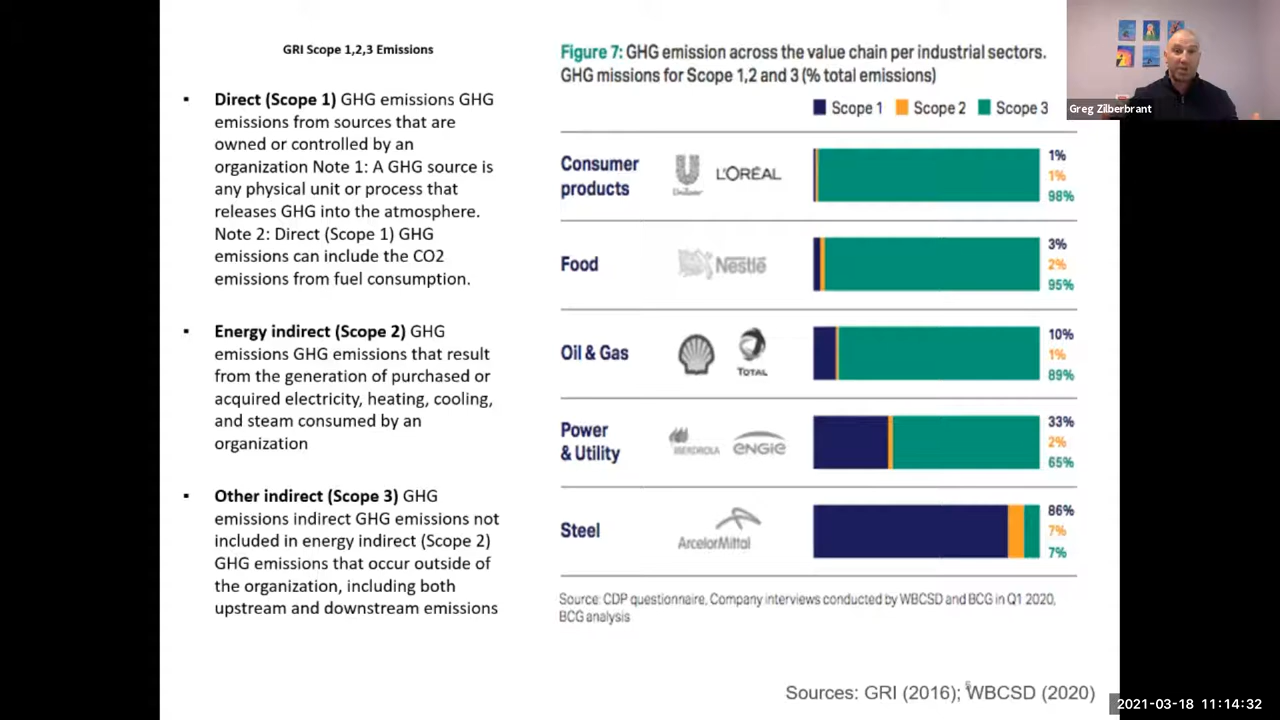 GRI Scope 1,2,3 Emissions
▪ Direct (Scope 1) GHG emissions GHG
emissions from sources that are
owned or controlled by an
organization Note 1: A GHG source is
any physical unit or process that
releases GHG into the atmosphere.
Note 2: Direct (Scope 1) GHG
emissions can include the CO2
emissions from fuel consumption.
▪ Energy indirect (Scope 2) GHG
emissions GHG emissions that result
from the generation of purchased or
acquired electricity, heating, cooling,
and steam consumed by an
organization
▪ Other indirect (Scope 3) GHG
emissions indirect GHG emissions not
included in energy indirect (Scope 2)
GHG emissions that occur outside of
the organization, including both
upstream and downstream emissions
Figure 7: GHG emission across the value chain per industrial sectors.
GHG missions for Scope 1,2 and 3 (% total emissions)
Scope 1 Scope 2 Scope 3
Consumer
products
Unilever L'ORÉAL
1%
1%
98%
Food
Nestlé
3%
2%
95%
Oil & Gas
TOTAL
10%
1%
89%
Power
& Utility
IBERDROLA ENGIE
33%
2%
65%
Steel
ArcelorMittal
86%
7%
7%
Source: CDP questionnaire, Company interviews conducted by WBCSD and BCG in Q1 2020,
BCG analysis
Sources: GRI (2016); WBCSD (2020)
Greg Zilberbrant
2021-03-18 11:14:32